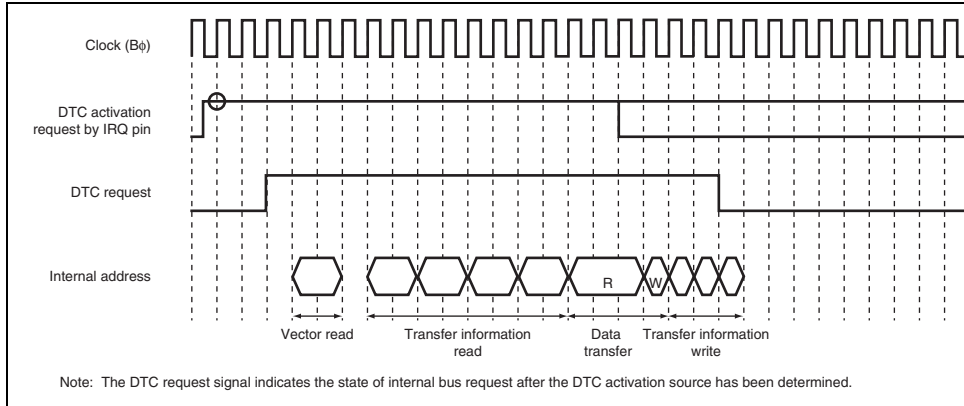 Clock (Bϕ)
DTC activation
request by IRQ pin
DTC request
Internal address
R
W
Vector read
Transfer information
read
Data
transfer
Transfer information
write
Note: The DTC request signal indicates the state of internal bus request after the DTC activation source has been determined.